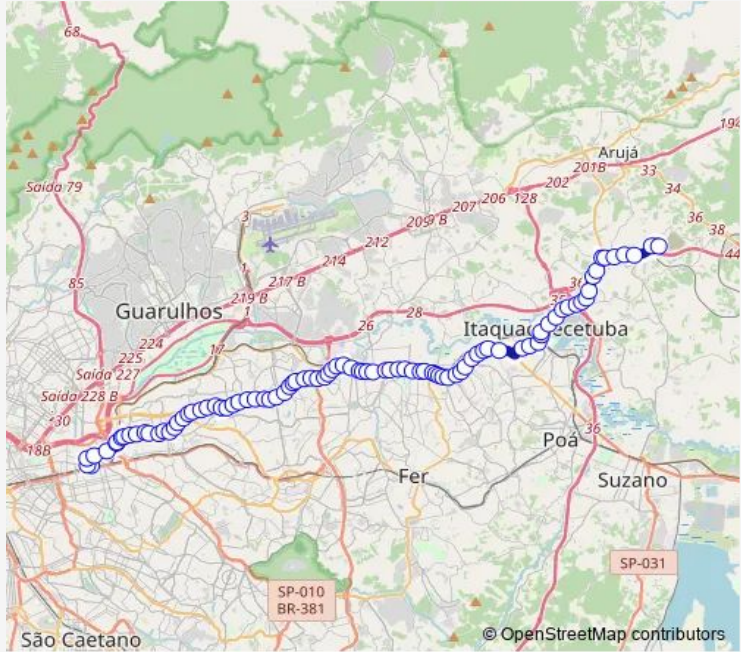 68
198
Arujá
201B
33
202
Saída 79
34
206
128
207
3
209 B
36
212
38
214
44
1
217 B
85
219 B
35
Guarulhos
1
28
26
Itaquaquecetuba
224
17
225
Saída 227
Saída 228 B
30
18B
36
Poá
Fer
Suzano
SP-031
SP-010
BR-381
São Caetano
© OpenStreetMap contributors